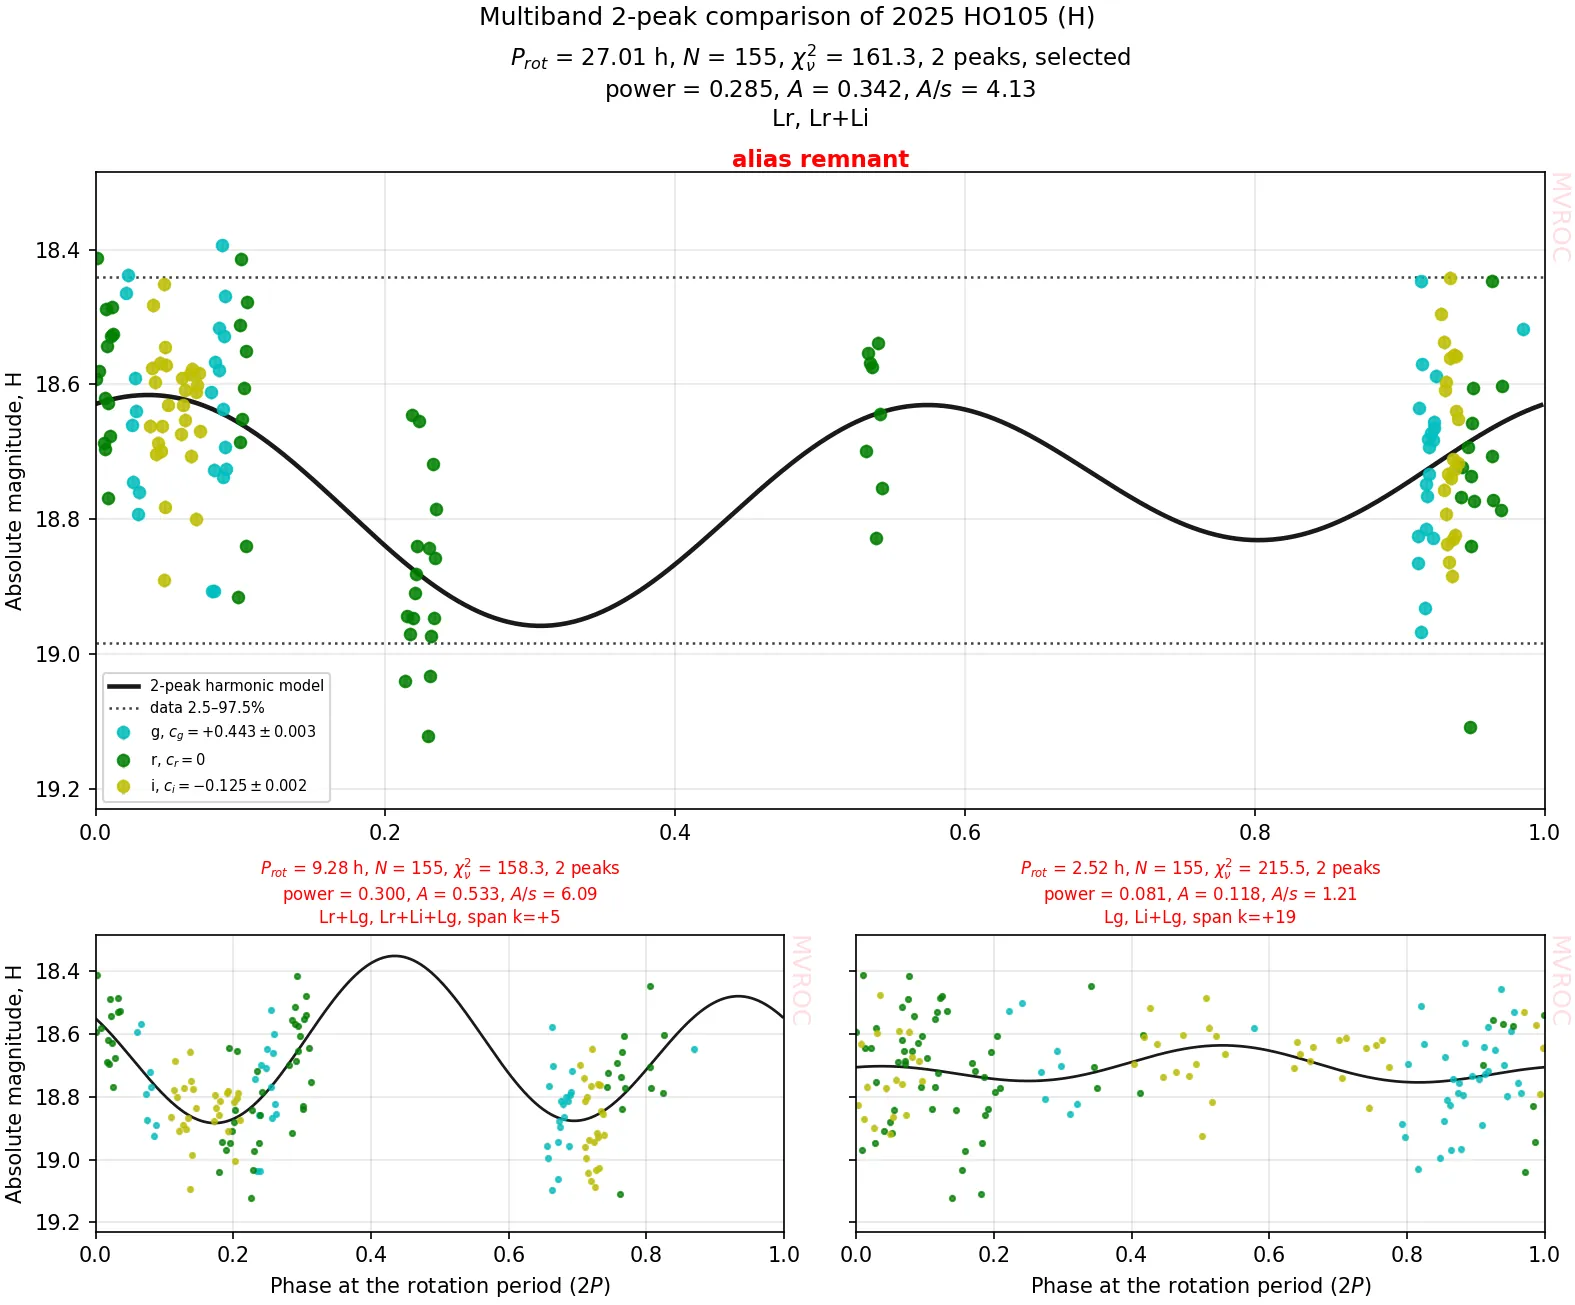 Multiband 2-peak comparison of 2025 HO105 (H)
P_rot = 27.01 h, N = 155, χ²_ν = 161.3, 2 peaks, selected
power = 0.285, A = 0.342, A/s = 4.13
Lr, Lr+Li
alias remnant
MVROC
Absolute magnitude, H
18.4
18.6
18.8
19.0
19.2
2-peak harmonic model
data 2.5–97.5%
g, c_g = +0.443 ± 0.003
r, c_r = 0
i, c_i = −0.125 ± 0.002
0.0 0.2 0.4 0.6 0.8 1.0
P_rot = 9.28 h, N = 155, χ²_ν = 158.3, 2 peaks
power = 0.300, A = 0.533, A/s = 6.09
Lr+Lg, Lr+Li+Lg, span k=+5
MVROC
Absolute magnitude, H
18.4
18.6
18.8
19.0
19.2
0.0 0.2 0.4 0.6 0.8 1.0
Phase at the rotation period (2P)
P_rot = 2.52 h, N = 155, χ²_ν = 215.5, 2 peaks
power = 0.081, A = 0.118, A/s = 1.21
Lg, Li+Lg, span k=+19
MVROC
0.0 0.2 0.4 0.6 0.8 1.0
Phase at the rotation period (2P)